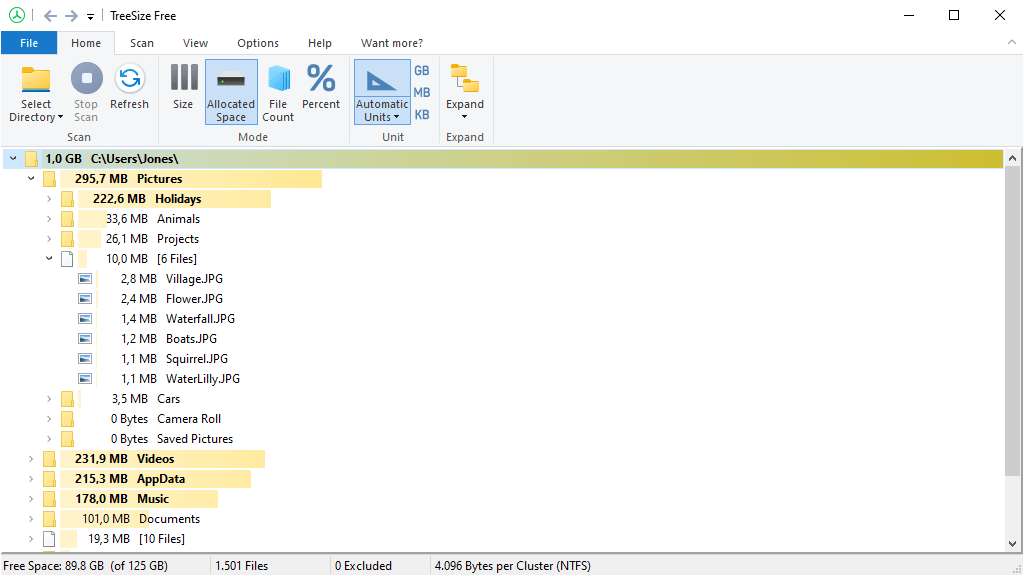 TreeSize Free
File Home Scan View Options Help Want more?
Select Directory Stop Scan Refresh Size Allocated Space File Count Percent Automatic Units GB MB KB Expand
Scan Mode Unit Expand
1,0 GB C:\Users\Jones\
295,7 MB Pictures
222,6 MB Holidays
33,6 MB Animals
26,1 MB Projects
10,0 MB [6 Files]
2,8 MB Village.JPG
2,4 MB Flower.JPG
1,4 MB Waterfall.JPG
1,2 MB Boats.JPG
1,1 MB Squirrel.JPG
1,1 MB WaterLilly.JPG
3,5 MB Cars
0 Bytes Camera Roll
0 Bytes Saved Pictures
231,9 MB Videos
215,3 MB AppData
178,0 MB Music
101,0 MB Documents
19,3 MB [10 Files]
Free Space: 89.8 GB (of 125 GB) 1.501 Files 0 Excluded 4.096 Bytes per Cluster (NTFS)